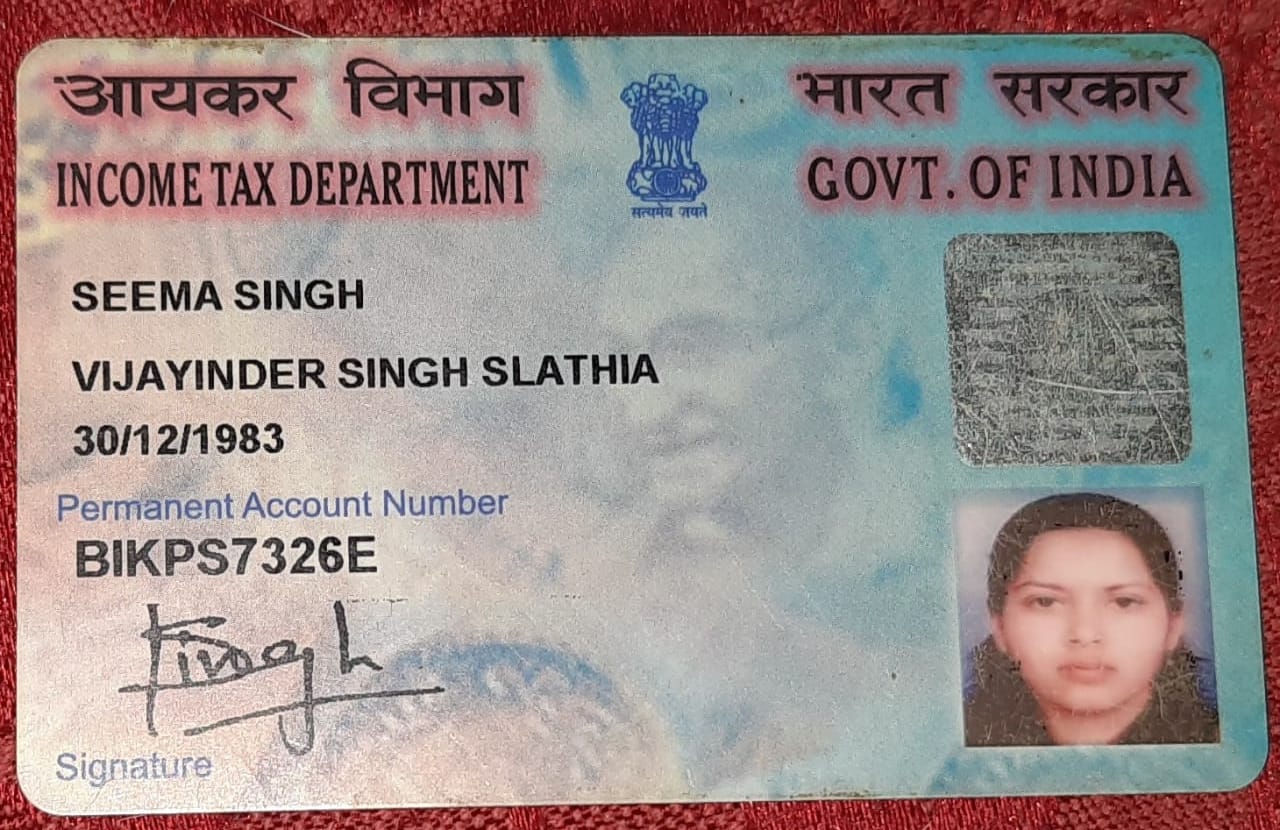 आयकर विभाग
INCOME TAX DEPARTMENT
सत्यमेव जयते
भारत सरकार
GOVT. OF INDIA
SEEMA SINGH
VIJAYINDER SINGH SLATHIA
30/12/1983
Permanent Account Number
BIKPS7326E
Signature